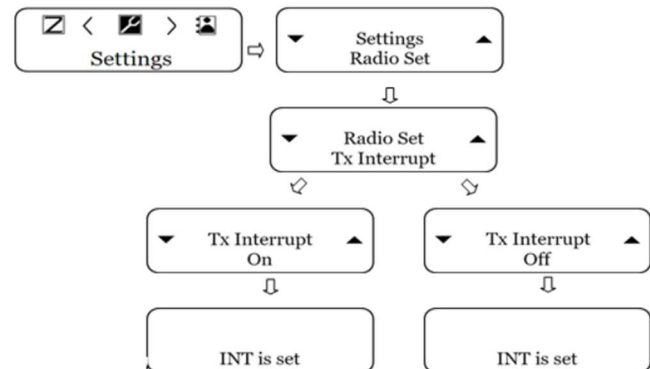 Z < >
Settings
Settings
Radio Set
Radio Set
Tx Interrupt
Tx Interrupt
On
Tx Interrupt
Off
INT is set
INT is set